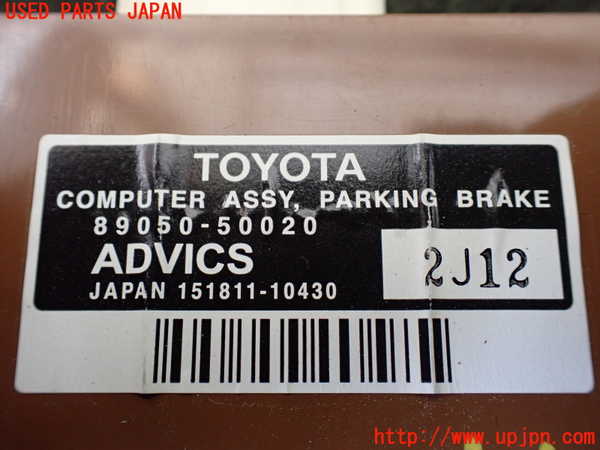 USED PARTS JAPAN
TOYOTA
COMPUTER ASSY, PARKING BRAKE
89050-50020
ADVICS
2J12
JAPAN 151811-10430
http://www.upjpn.com/